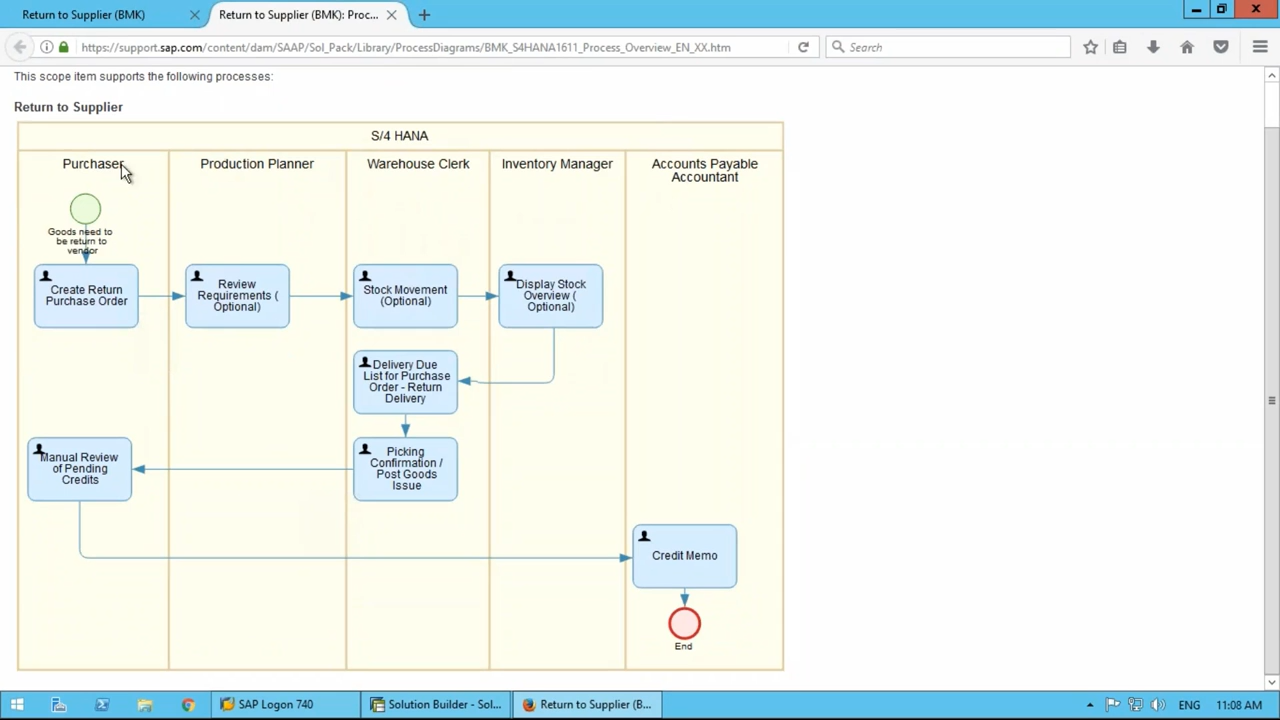 Return to Supplier (BMK)
Return to Supplier (BMK): Proc...
https://support.sap.com/content/dam/SAAP/Sol_Pack/Library/ProcessDiagrams/BMK_S4HANA1611_Process_Overview_EN_XX.htm
Search
This scope item supports the following processes:
Return to Supplier
S/4 HANA
Purchaser
Production Planner
Warehouse Clerk
Inventory Manager
Accounts Payable
Accountant
Goods need to
be return to
vendor
Create Return
Purchase Order
Review
Requirements (
Optional)
Stock Movement
(Optional)
Display Stock
Overview (
Optional)
Delivery Due
List for Purchase
Order - Return
Delivery
Manual Review
of Pending
Credits
Picking
Confirmation /
Post Goods
Issue
Credit Memo
End
SAP Logon 740
Solution Builder - Sol...
Return to Supplier (B...
ENG
11:08 AM